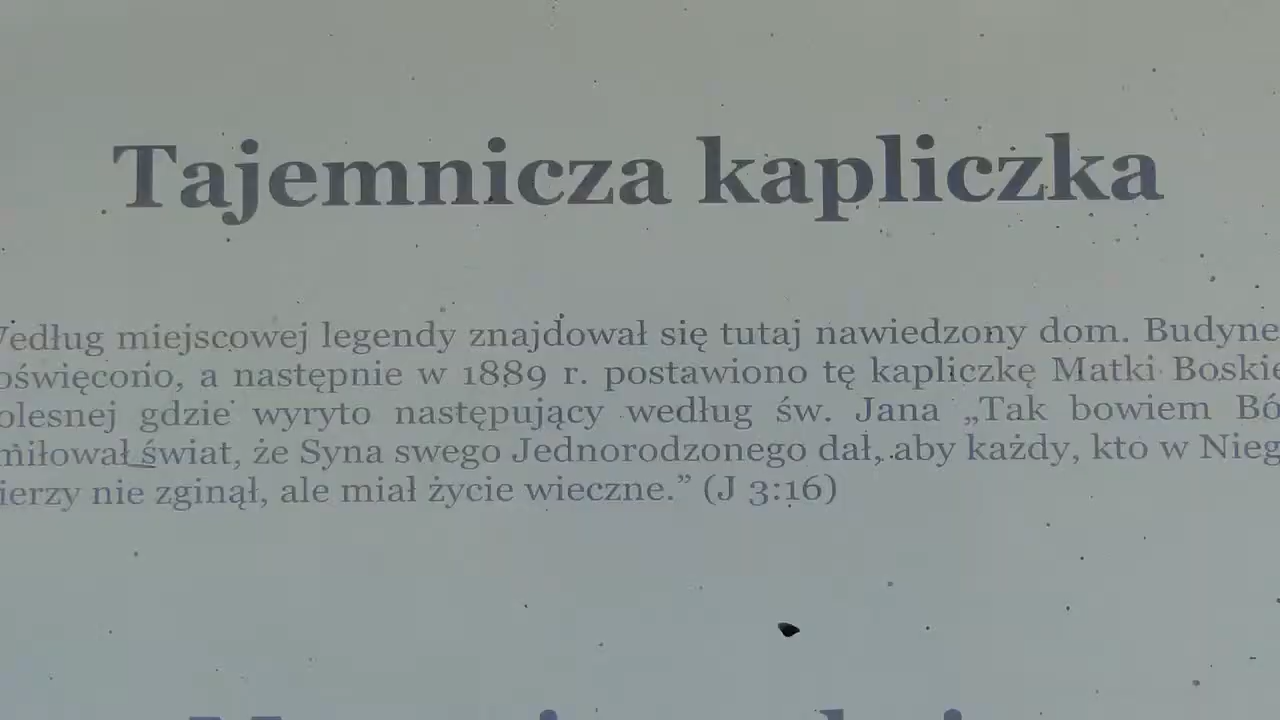 Tajemnicza kapliczka
Według miejscowej legendy znajdował się tutaj nawiedzony dom. Budyne
oświęcono, a następnie w 1889 r. postawiono tę kapliczkę Matki Boskie
olesnej gdzie wyryto następujący według św. Jana „Tak bowiem Bó
miłował świat, że Syna swego Jednorodzonego dał, aby każdy, kto w Nieg
ierzy nie zginął, ale miał życie wieczne.” (J 3:16)